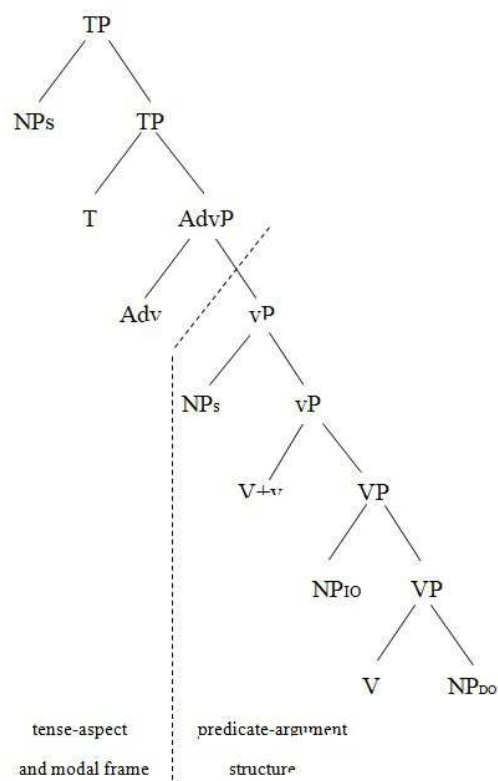 TP
NPs TP
T AdvP
Adv vP
NPs vP
V+v VP
NPIO VP
V NPDO
tense-aspect predicate-argument
and modal frame structure